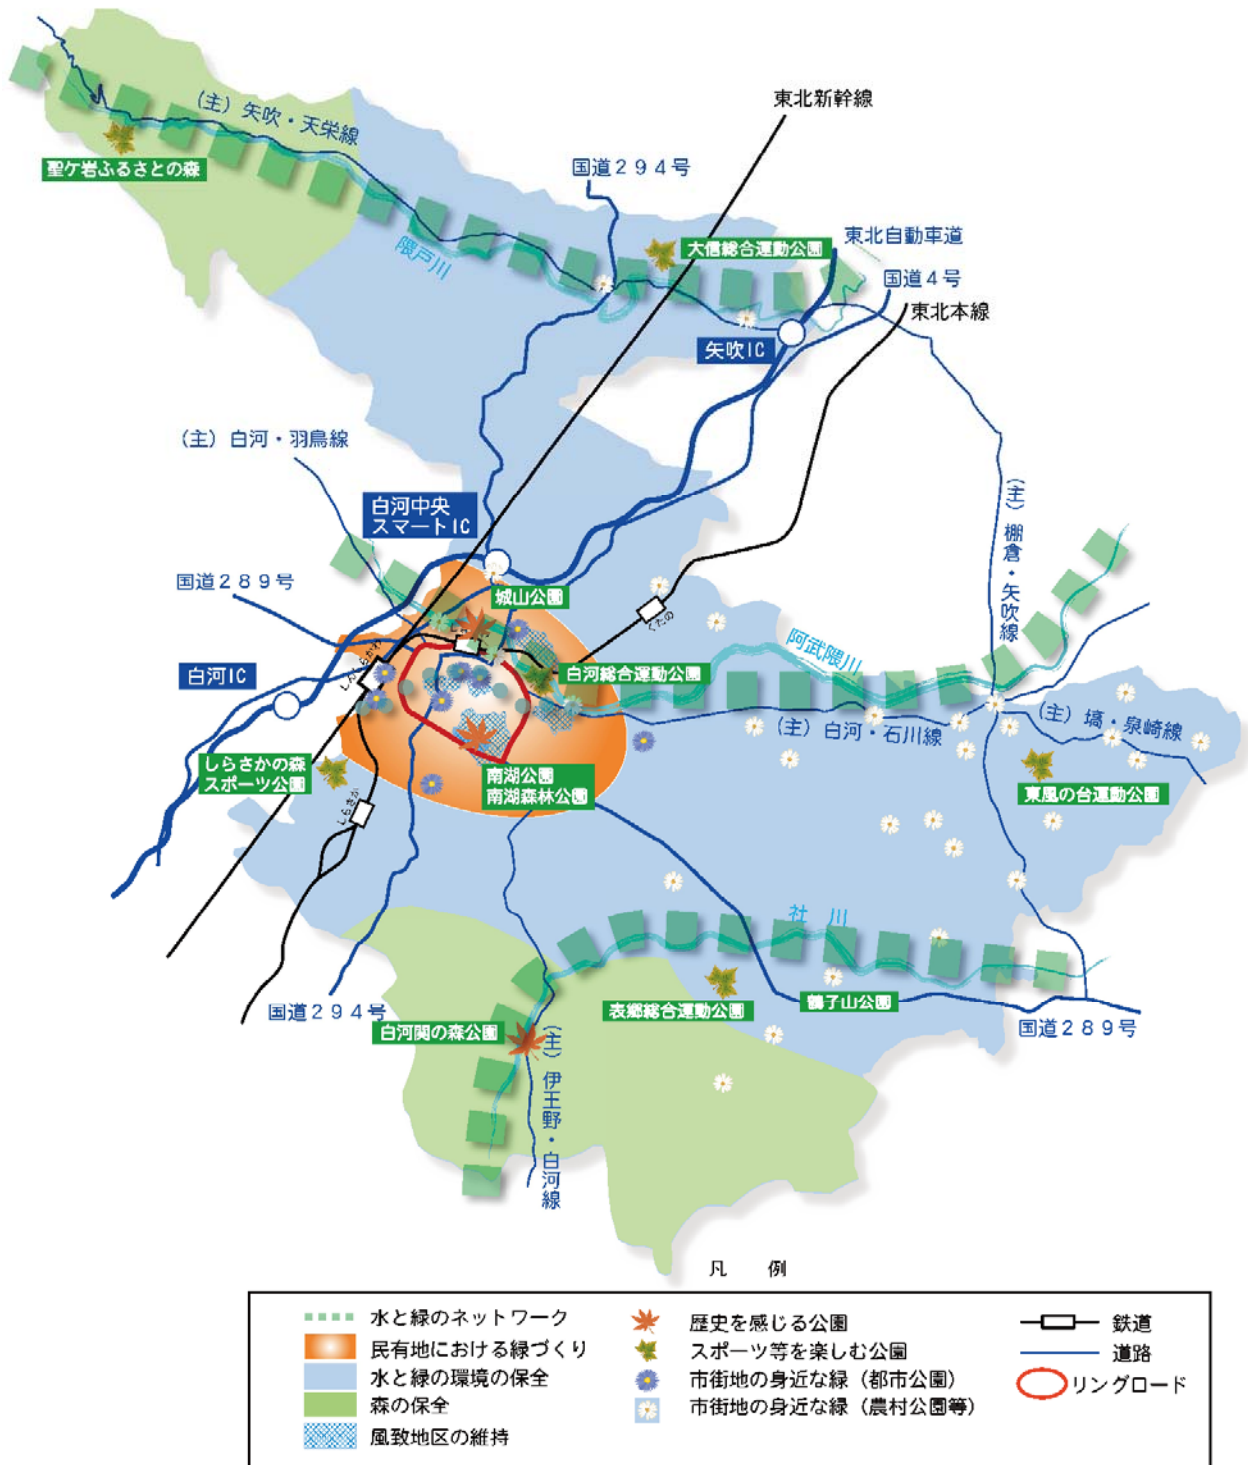 東北新幹線
(主)矢吹・天栄線
国道294号
聖ケ岩ふるさとの森
隈戸川
大信総合運動公園
東北自動車道
国道4号
東北本線
矢吹IC
(主)白河・羽鳥線
白河中央
スマートIC
(主)棚倉・矢吹線
国道289号
城山公園
くたの
しんしらかわ
阿武隈川
白河総合運動公園
白河IC
(主)白河・石川線
(主)塙・泉崎線
しらさかの森
スポーツ公園
南湖公園
南湖森林公園
東風の台運動公園
しらさか
社川
国道294号
白河関の森公園
表郷総合運動公園
鶴子山公園
国道289号
(主)伊王野・白河線
凡 例
水と緑のネットワーク
民有地における緑づくり
水と緑の環境の保全
森の保全
風致地区の維持
歴史を感じる公園
スポーツ等を楽しむ公園
市街地の身近な緑(都市公園)
市街地の身近な緑(農村公園等)
鉄道
道路
リングロード